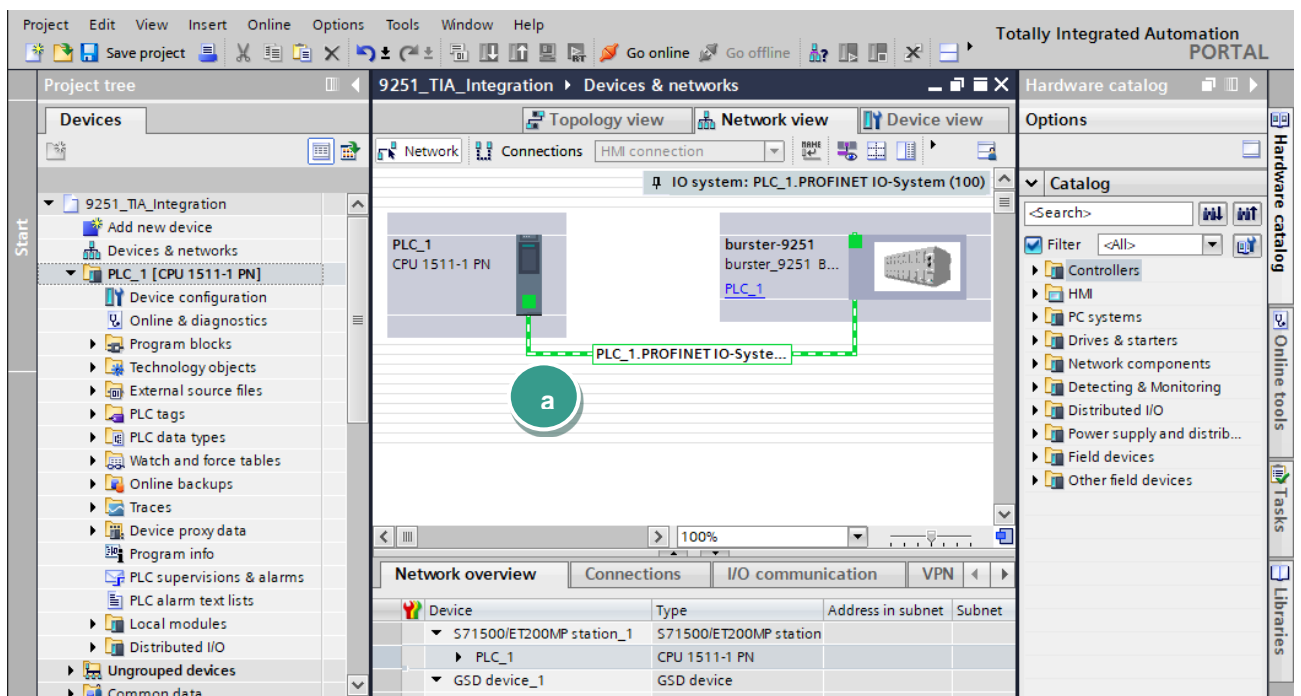 Project Edit View Insert Online Options Tools Window Help
Totally Integrated Automation
PORTAL
Save project Go online Go offline
Start
Project tree
Devices
9251_TIA_Integration
Add new device
Devices & networks
PLC_1 [CPU 1511-1 PN]
Device configuration
Online & diagnostics
Program blocks
Technology objects
External source files
PLC tags
PLC data types
Watch and force tables
Online backups
Traces
Device proxy data
Program info
PLC supervisions & alarms
PLC alarm text lists
Local modules
Distributed I/O
Ungrouped devices
Common data
9251_TIA_Integration Devices & networks
Topology view Network view Device view
Network Connections HMI connection
IO system: PLC_1.PROFINET IO-System (100)
PLC_1
CPU 1511-1 PN
burster-9251
burster_9251 B...
PLC_1
PLC_1.PROFINET IO-Syste...
a
100%
Network overview Connections I/O communication VPN
Device Type Address in subnet Subnet
S71500/ET200MP station_1 S71500/ET200MP station
PLC_1 CPU 1511-1 PN
GSD device_1 GSD device
Hardware catalog
Options
Catalog
<Search>
Filter <All>
Controllers
HMI
PC systems
Drives & starters
Network components
Detecting & Monitoring
Distributed I/O
Power supply and distrib...
Field devices
Other field devices
Hardware catalog
Online tools
Tasks
Libraries